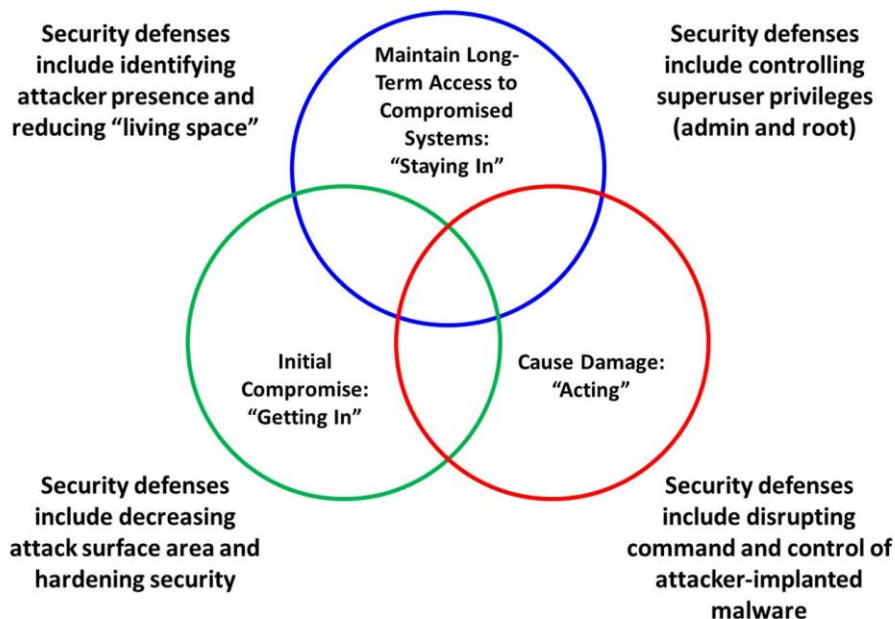 Security defenses
include identifying
attacker presence and
reducing “living space”
Maintain Long-
Term Access to
Compromised
Systems:
“Staying In”
Security defenses
include controlling
superuser privileges
(admin and root)
Initial
Compromise:
“Getting In”
Cause Damage:
“Acting”
Security defenses
include decreasing
attack surface area and
hardening security
Security defenses
include disrupting
command and control of
attacker-implanted
malware